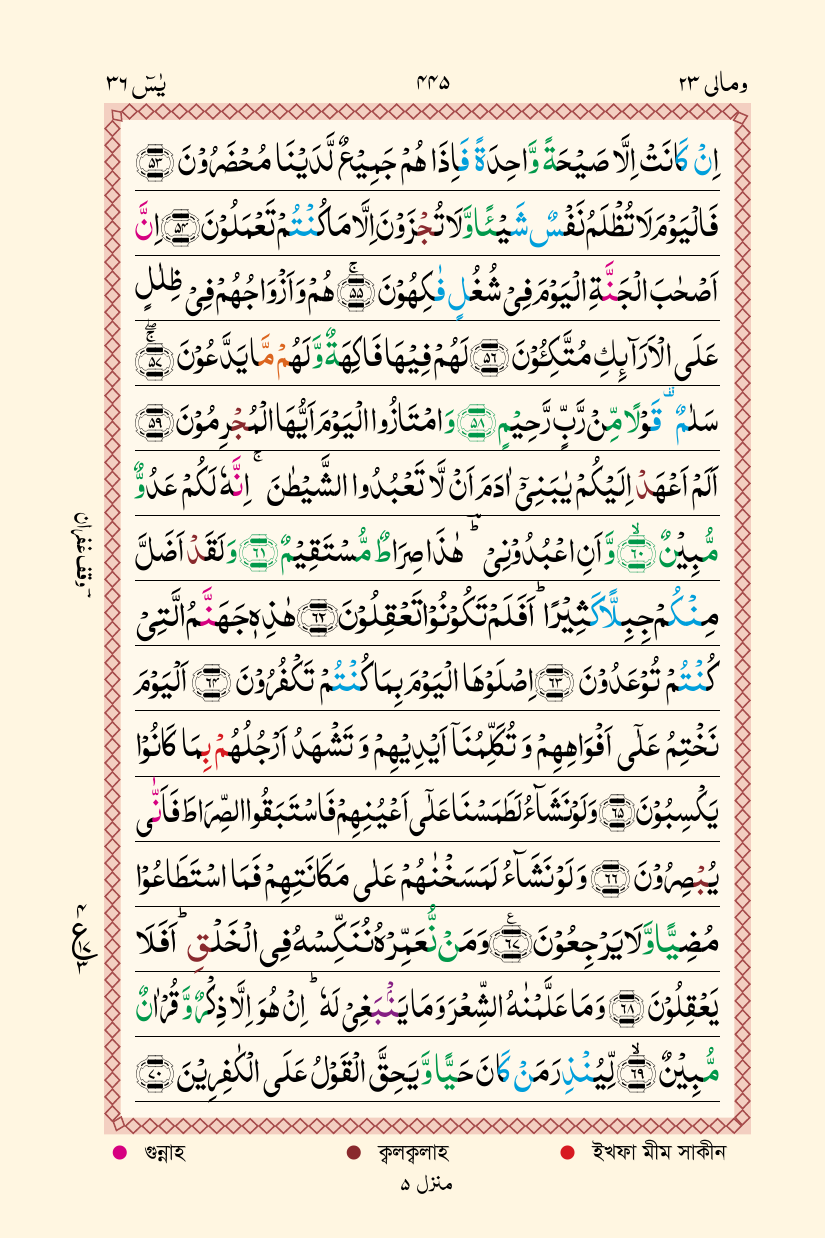 ومالی ٢٣ ۴۴۵ یٰسٓ ٣٦
اِنْ كَانَتْ اِلَّا صَيْحَةً وَّاحِدَةً فَاِذَا هُمْ جَمِيْعٌ لَّدَيْنَا مُحْضَرُوْنَ ۝٥٣
فَالْيَوْمَ لَا تُظْلَمُ نَفْسٌ شَيْـًٔا وَّلَا تُجْزَوْنَ اِلَّا مَا كُنْتُمْ تَعْمَلُوْنَ ۝٥٤ اِنَّ
اَصْحٰبَ الْجَنَّةِ الْيَوْمَ فِيْ شُغُلٍ فٰكِهُوْنَ ۝٥٥ۚ هُمْ وَاَزْوَاجُهُمْ فِيْ ظِلٰلٍ
عَلَى الْاَرَآئِكِ مُتَّكِـُٔوْنَ ۝٥٦ لَهُمْ فِيْهَا فَاكِهَةٌ وَّلَهُمْ مَّا يَدَّعُوْنَ ۝٥٧ۚۖ
سَلٰمٌ ۣ قَوْلًا مِّنْ رَّبٍّ رَّحِيْمٍ ۝٥٨ وَامْتَازُوا الْيَوْمَ اَيُّهَا الْمُجْرِمُوْنَ ۝٥٩
اَلَمْ اَعْهَدْ اِلَيْكُمْ يٰبَنِيْٓ اٰدَمَ اَنْ لَّا تَعْبُدُوا الشَّيْطٰنَ ۚ اِنَّهٗ لَكُمْ عَدُوٌّ
مُّبِيْنٌ ۝٦٠ۙ وَّاَنِ اعْبُدُوْنِيْ ؔؕ هٰذَا صِرَاطٌ مُّسْتَقِيْمٌ ۝٦١ وَلَقَدْ اَضَلَّ
وقف غفران
مِنْكُمْ جِبِلًّا كَثِيْرًا ؕ اَفَلَمْ تَكُوْنُوْا تَعْقِلُوْنَ ۝٦٢ هٰذِهٖ جَهَنَّمُ الَّتِيْ
كُنْتُمْ تُوْعَدُوْنَ ۝٦٣ اِصْلَوْهَا الْيَوْمَ بِمَا كُنْتُمْ تَكْفُرُوْنَ ۝٦٤ اَلْيَوْمَ
نَخْتِمُ عَلٰٓى اَفْوَاهِهِمْ وَتُكَلِّمُنَآ اَيْدِيْهِمْ وَتَشْهَدُ اَرْجُلُهُمْ بِمَا كَانُوْا
يَكْسِبُوْنَ ۝٦٥ وَلَوْ نَشَآءُ لَطَمَسْنَا عَلٰٓى اَعْيُنِهِمْ فَاسْتَبَقُوا الصِّرَاطَ فَاَنّٰى
يُبْصِرُوْنَ ۝٦٦ وَلَوْ نَشَآءُ لَمَسَخْنٰهُمْ عَلٰى مَكَانَتِهِمْ فَمَا اسْتَطَاعُوْا
مُضِيًّا وَّلَا يَرْجِعُوْنَ ۝٦٧ۧ وَمَنْ نُّعَمِّرْهُ نُنَكِّسْهُ فِى الْخَلْقِ ؕ اَفَلَا
يَعْقِلُوْنَ ۝٦٨ وَمَا عَلَّمْنٰهُ الشِّعْرَ وَمَا يَنْۢبَغِيْ لَهٗ ؕ اِنْ هُوَ اِلَّا ذِكْرٌ وَّقُرْاٰنٌ
مُّبِيْنٌ ۝٦٩ۙ لِّيُنْذِرَ مَنْ كَانَ حَيًّا وَّيَحِقَّ الْقَوْلُ عَلَى الْكٰفِرِيْنَ ۝٧٠
গুন্নাহ ক্বলক্বলাহ ইখফা মীম সাকীন
منزل ۵